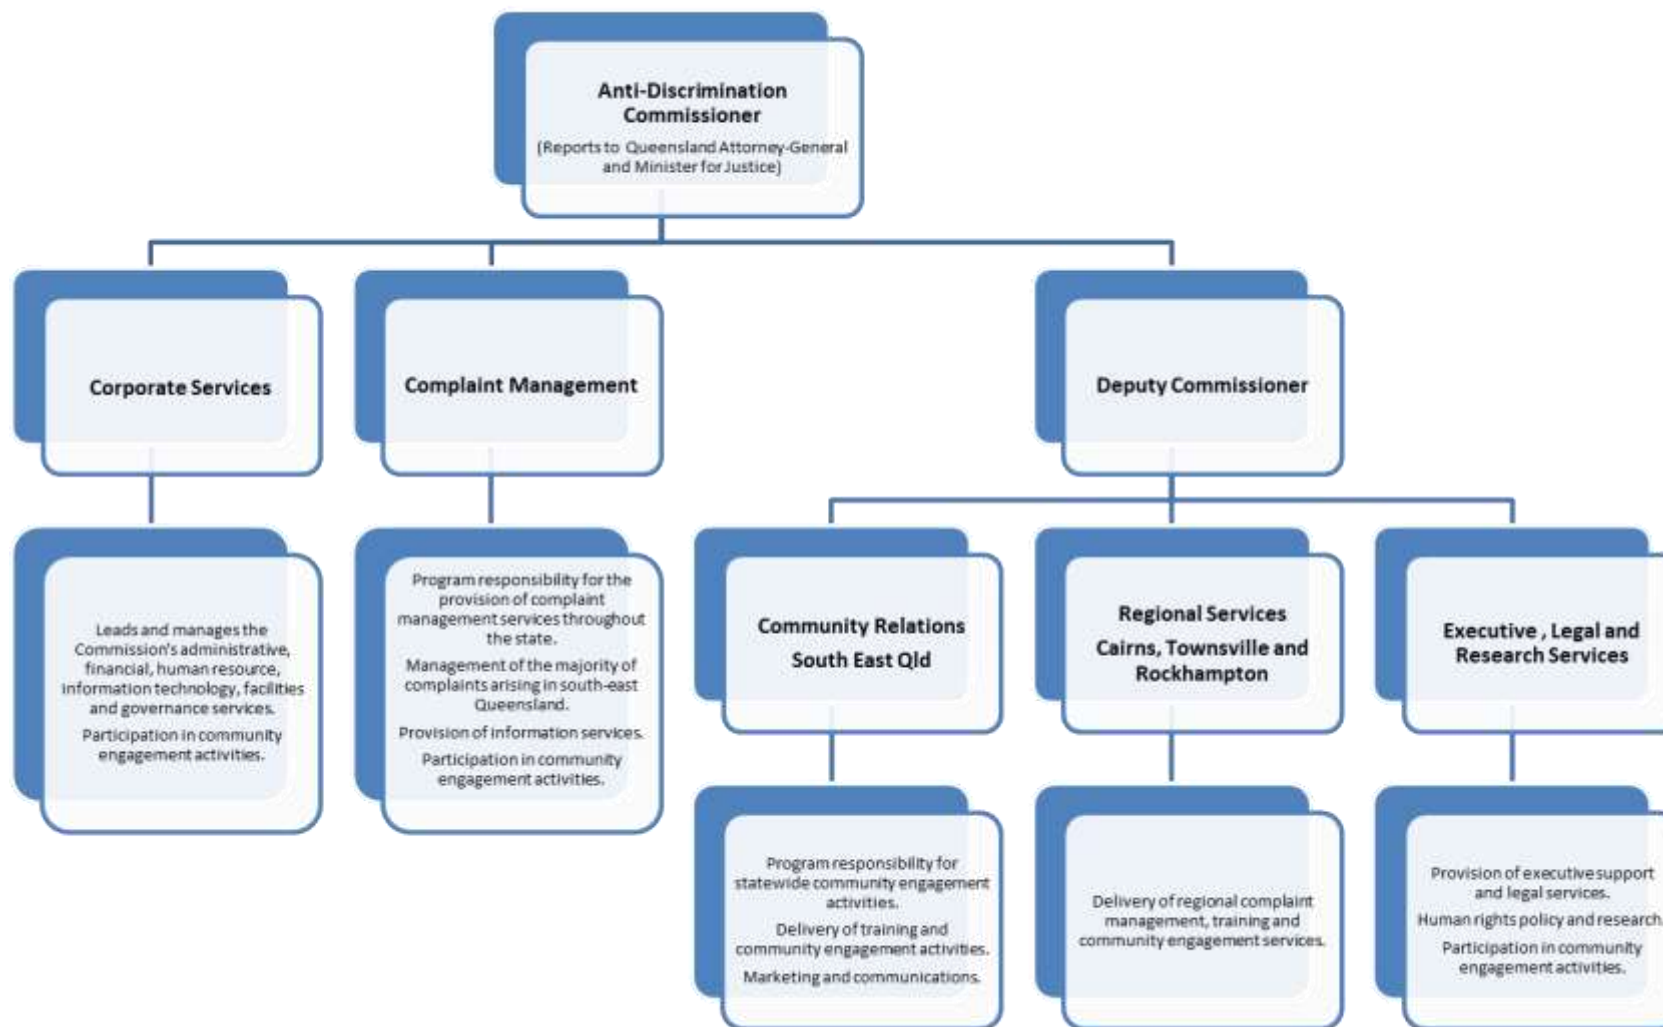 Anti-Discrimination
Commissioner
(Reports to Queensland Attorney-General
and Minister for Justice)
Corporate Services
Complaint Management
Deputy Commissioner
Leads and manages the
Commission's administrative,
financial, human resource,
information technology, facilities
and governance services.
Participation in community
engagement activities.
Program responsibility for the
provision of complaint
management services throughout
the state.
Management of the majority of
complaints arising in south-east
Queensland.
Provision of information services.
Participation in community
engagement activities.
Community Relations
South East Qld
Regional Services
Cairns, Townsville and
Rockhampton
Executive , Legal and
Research Services
Program responsibility for
statewide community engagement
activities.
Delivery of training and
community engagement activities.
Marketing and communications.
Delivery of regional complaint
management, training and
community engagement services.
Provision of executive support
and legal services.
Human rights policy and research.
Participation in community
engagement activities.